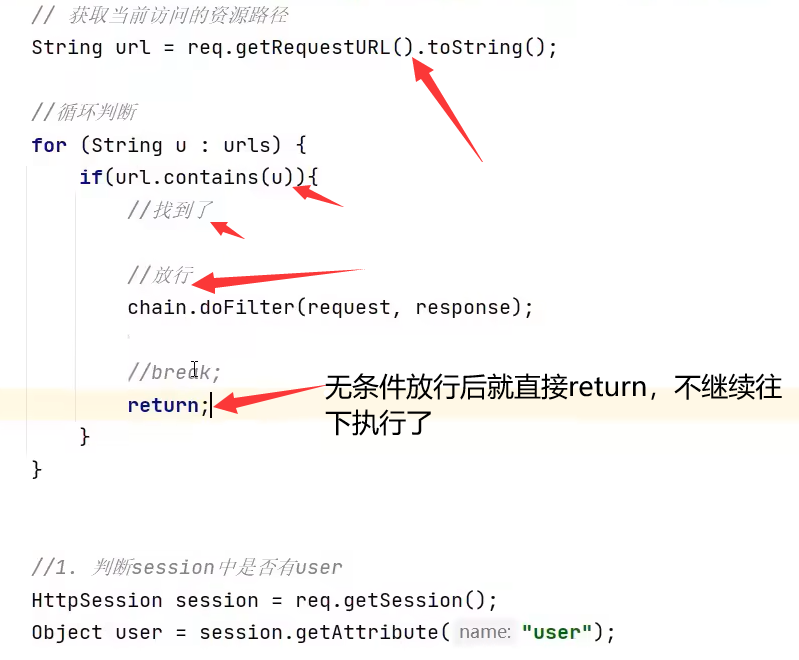 // 获取当前访问的资源路径
String url = req.getRequestURL().toString();
//循环判断
for (String u : urls) {
if(url.contains(u)){
//找到了
//放行
chain.doFilter(request, response);
//break;
return;
无条件放行后就直接return，不继续往
下执行了
}
}
//1. 判断session中是否有user
HttpSession session = req.getSession();
Object user = session.getAttribute( name: "user");